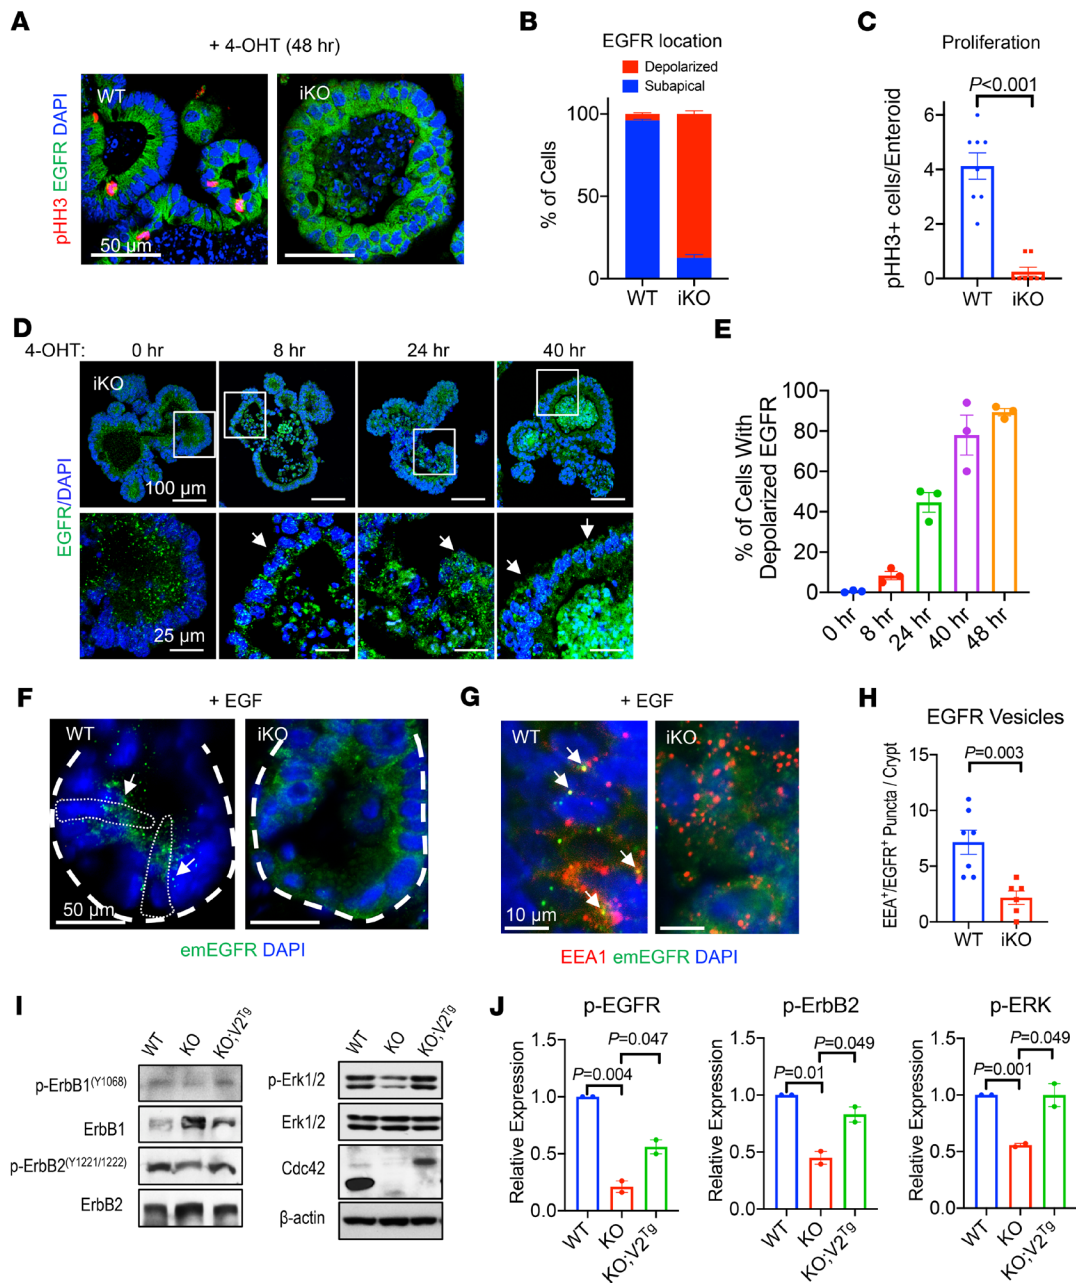 A
+ 4-OHT (48 hr)
pHH3 EGFR DAPI
WT
iKO
50 µm
B
EGFR location
Depolarized
Subapical
% of Cells
100
50
0
WT
iKO
C
Proliferation
P<0.001
pHH3+ cells/Enteroid
6
4
2
0
WT
iKO
D
4-OHT:
0 hr
8 hr
24 hr
40 hr
iKO
100 µm
EGFR/DAPI
25 µm
E
% of Cells With
Depolarized EGFR
100
80
60
40
20
0
0 hr
8 hr
24 hr
40 hr
48 hr
F
+ EGF
WT
iKO
50 µm
emEGFR DAPI
G
+ EGF
WT
iKO
10 µm
EEA1 emEGFR DAPI
H
EGFR Vesicles
P=0.003
EEA⁺/EGFR⁺ Puncta / Crypt
15
10
5
0
WT
iKO
I
WT
KO
KO;V2ᵀᵍ
p-ErbB1(Y1068)
ErbB1
p-ErbB2(Y1221/1222)
ErbB2
WT
KO
KO;V2ᵀᵍ
p-Erk1/2
Erk1/2
Cdc42
β-actin
J
p-EGFR
P=0.047
P=0.004
Relative Expression
1.5
1.0
0.5
0.0
WT
KO
KO;V2ᵀᵍ
p-ErbB2
P=0.049
P=0.01
Relative Expression
1.5
1.0
0.5
0.0
WT
KO
KO;V2ᵀᵍ
p-ERK
P=0.049
P=0.001
Relative Expression
1.5
1.0
0.5
0.0
WT
KO
KO;V2ᵀᵍ